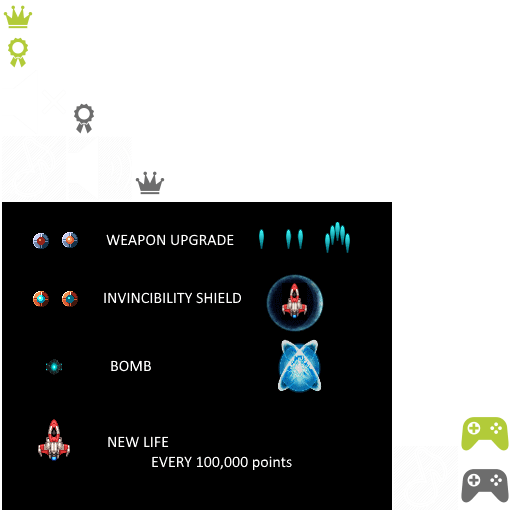 WEAPON UPGRADE
INVINCIBILITY SHIELD
BOMB
NEW LIFE
EVERY 100,000 points